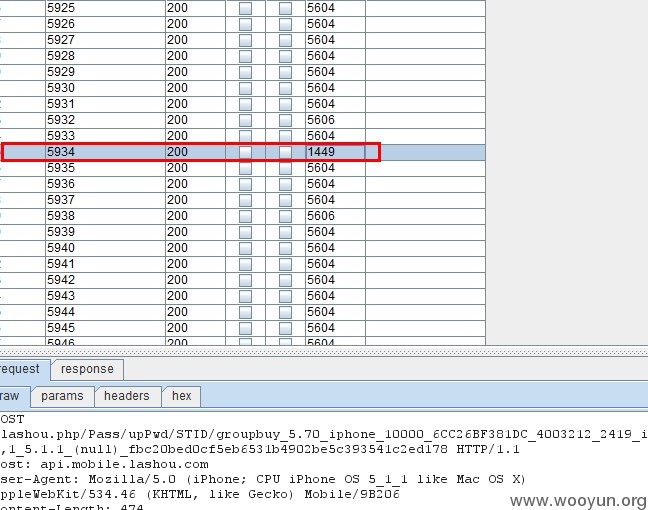 5925 200 5604
5926 200 5604
5927 200 5604
5928 200 5604
5929 200 5604
5930 200 5604
5931 200 5604
5932 200 5606
5933 200 5604
5934 200 1449
5935 200 5604
5936 200 5604
5937 200 5604
5938 200 5606
5939 200 5604
5940 200 5604
5941 200 5604
5942 200 5604
5943 200 5604
5944 200 5604
5945 200 5604
5946 200 5604
request response
raw params headers hex
OST
lashou.php/Pass/upPwd/STID/groupbuy_5.70_iphone_10000_6CC26BF381DC_4003212_2419_i
,1_5.1.1_(null)_fbc20bed0cf5eb6531b4902be5c393541c2ed178 HTTP/1.1
ost: api.mobile.lashou.com
ser-Agent: Mozilla/5.0 (iPhone; CPU iPhone OS 5_1_1 like Mac OS X)
ppleWebKit/534.46 (KHTML, like Gecko) Mobile/9B206
ontent-Length: 474
www.wooyun.org